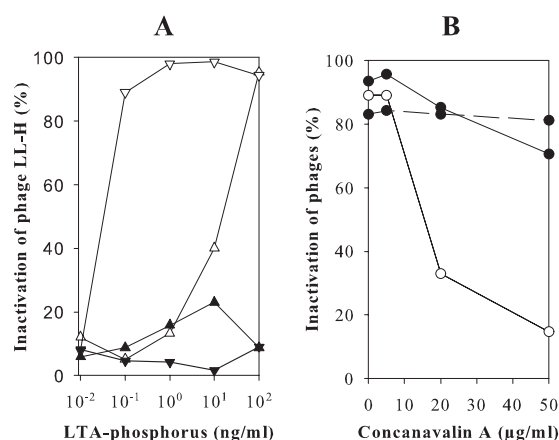 A
Inactivation of phage LL-H (%)
100
80
60
40
20
0
10-2 10-1 100 101 102
LTA-phosphorus (ng/ml)
B
Inactivation of phages (%)
100
80
60
40
20
0
0 10 20 30 40 50
Concanavalin A (µg/ml)